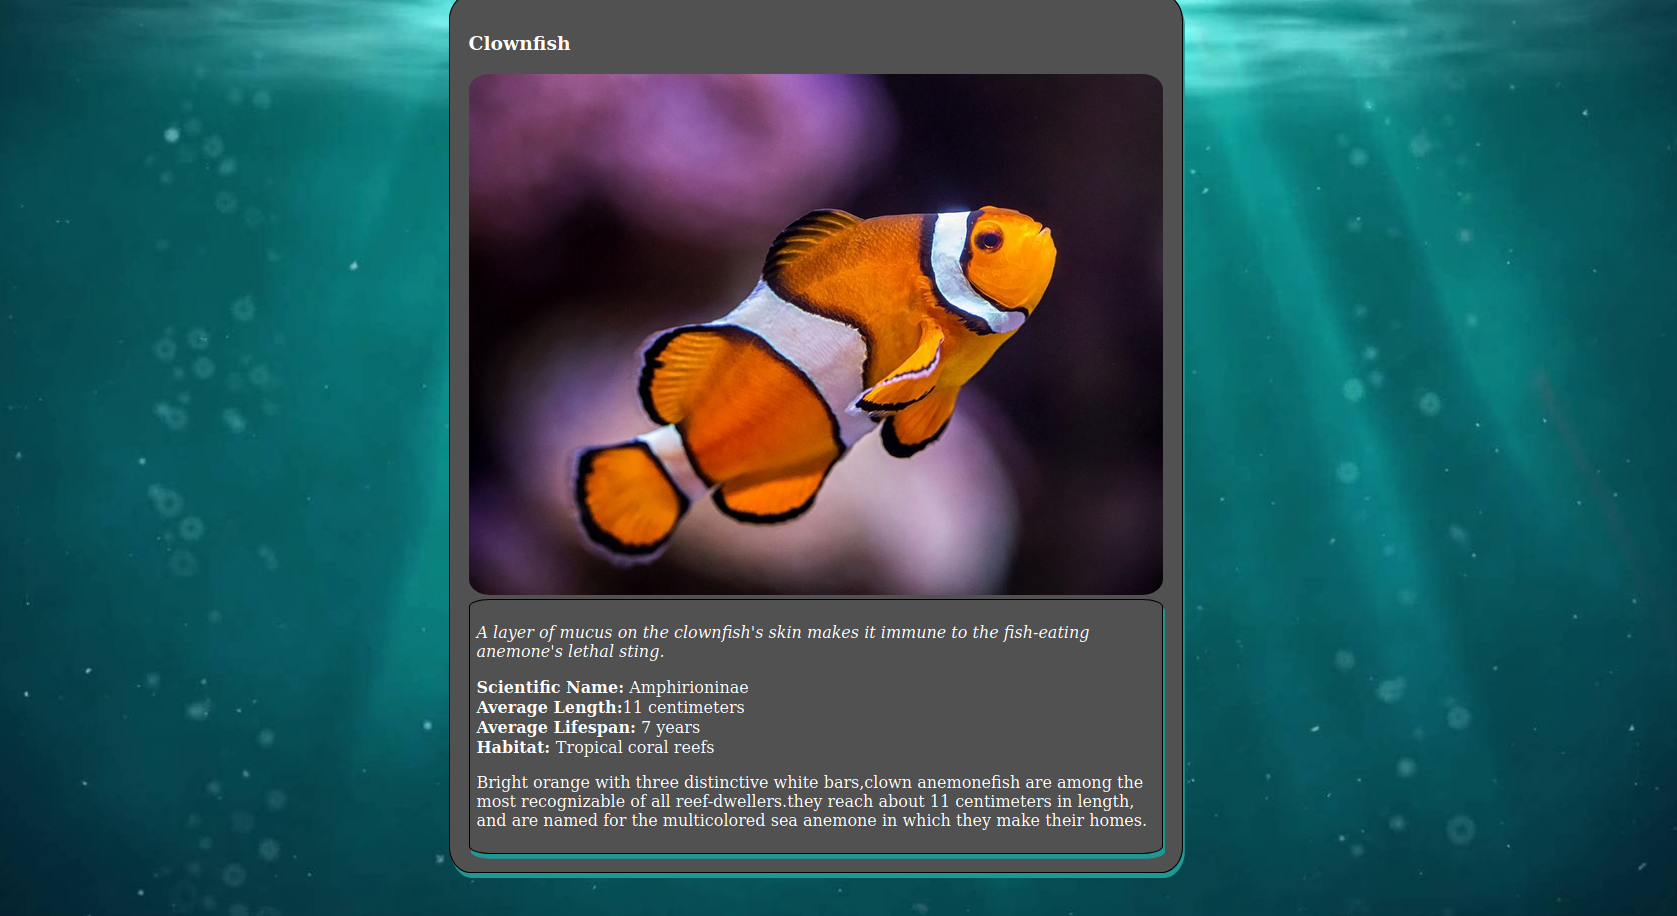 Clownfish
A layer of mucus on the clownfish's skin makes it immune to the fish-eating
anemone's lethal sting.
Scientific Name: Amphirioninae
Average Length:11 centimeters
Average Lifespan: 7 years
Habitat: Tropical coral reefs
Bright orange with three distinctive white bars,clown anemonefish are among the
most recognizable of all reef-dwellers.they reach about 11 centimeters in length,
and are named for the multicolored sea anemone in which they make their homes.